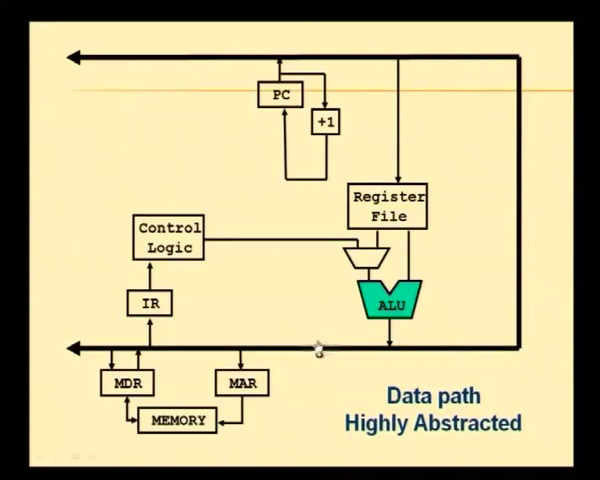 PC
+1
Register
File
Control
Logic
IR
ALU
MDR
MAR
MEMORY
Data path
Highly Abstracted